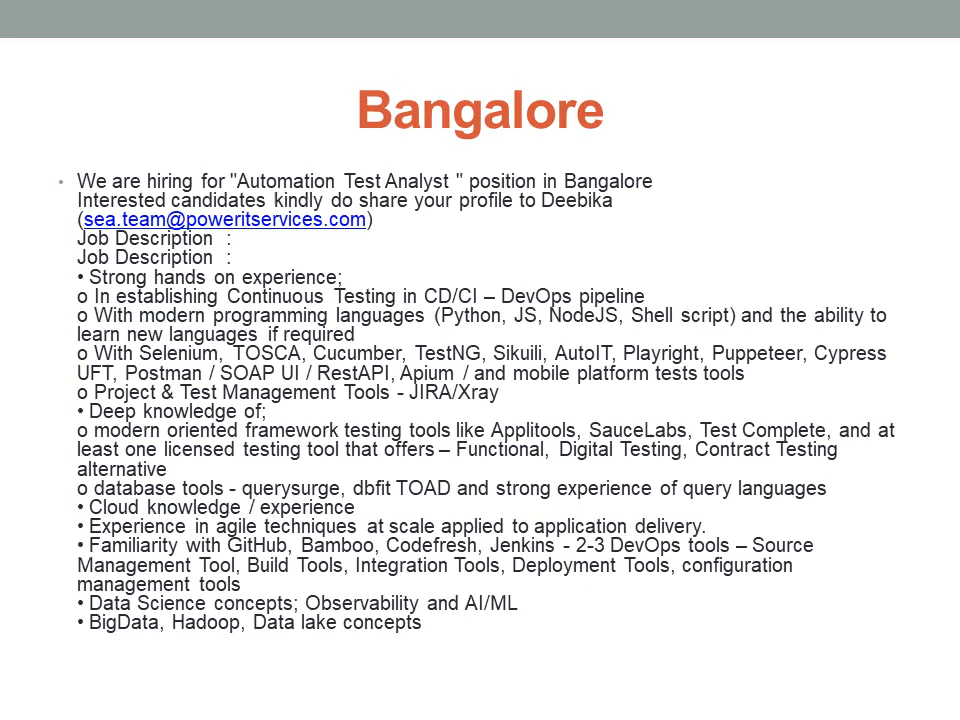 Bangalore
• We are hiring for "Automation Test Analyst " position in Bangalore
Interested candidates kindly do share your profile to Deebika
(sea.team@poweritservices.com)
Job Description :
Job Description :
• Strong hands on experience;
o In establishing Continuous Testing in CD/CI – DevOps pipeline
o With modern programming languages (Python, JS, NodeJS, Shell script) and the ability to
learn new languages if required
o With Selenium, TOSCA, Cucumber, TestNG, Sikuili, AutoIT, Playright, Puppeteer, Cypress
UFT, Postman / SOAP UI / RestAPI, Apium / and mobile platform tests tools
o Project & Test Management Tools - JIRA/Xray
• Deep knowledge of;
o modern oriented framework testing tools like Applitools, SauceLabs, Test Complete, and at
least one licensed testing tool that offers – Functional, Digital Testing, Contract Testing
alternative
o database tools - querysurge, dbfit TOAD and strong experience of query languages
• Cloud knowledge / experience
• Experience in agile techniques at scale applied to application delivery.
• Familiarity with GitHub, Bamboo, Codefresh, Jenkins - 2-3 DevOps tools – Source
Management Tool, Build Tools, Integration Tools, Deployment Tools, configuration
management tools
• Data Science concepts; Observability and AI/ML
• BigData, Hadoop, Data lake concepts